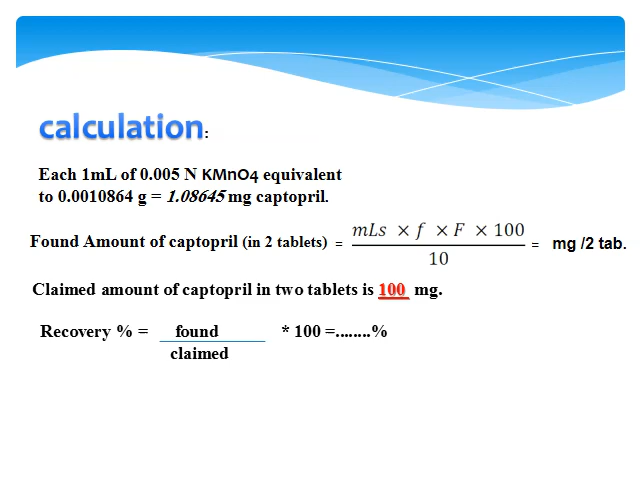 calculation:
Each 1mL of 0.005 N KMnO4 equivalent
to 0.0010864 g = 1.08645 mg captopril.
Found Amount of captopril (in 2 tablets) = mLs × f × F × 100 / 10 = mg /2 tab.
Claimed amount of captopril in two tablets is 100 mg.
Recovery % = found * 100 =........%
claimed